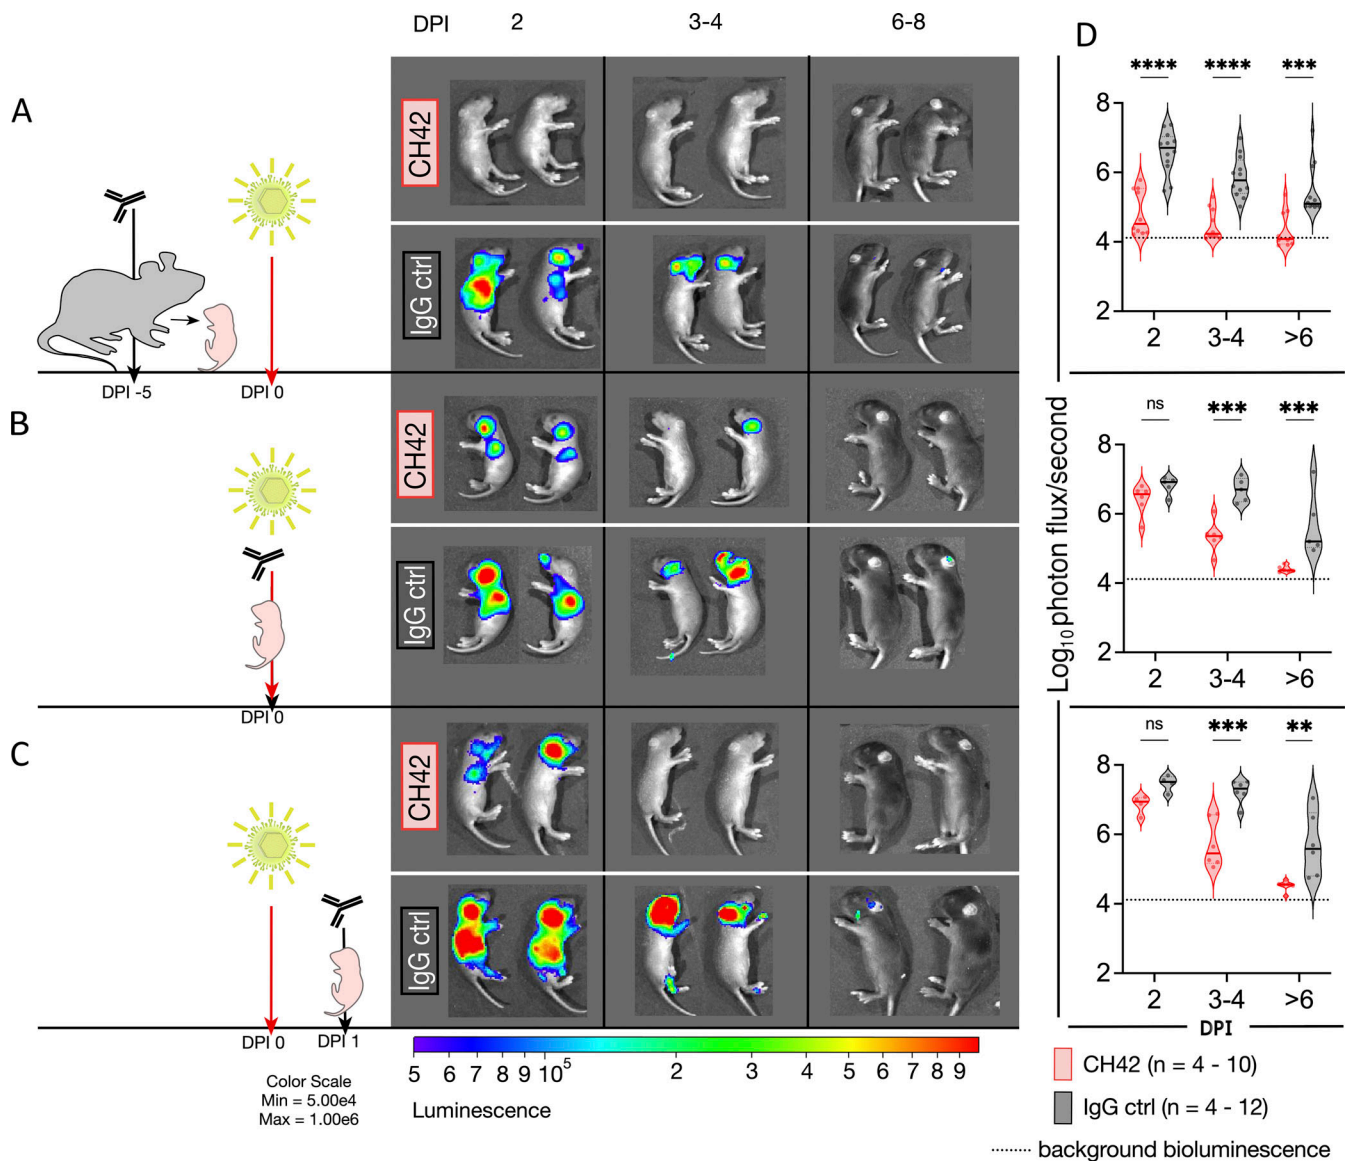 DPI 2 3-4 6-8
D
A
CH42
IgG ctrl
DPI -5 DPI 0
B
CH42
IgG ctrl
DPI 0
C
CH42
IgG ctrl
DPI 0 DPI 1
Color Scale
Min = 5.00e4
Max = 1.00e6
5 6 7 8 9 10⁵ 2 3 4 5 6 7 8 9
Luminescence
Log₁₀ photon flux/second
**** **** ***
8
6
4
2
2 3-4 >6
ns *** ***
8
6
4
2
2 3-4 >6
ns *** **
8
6
4
2
2 3-4 >6
DPI
CH42 (n = 4 - 10)
IgG ctrl (n = 4 - 12)
background bioluminescence